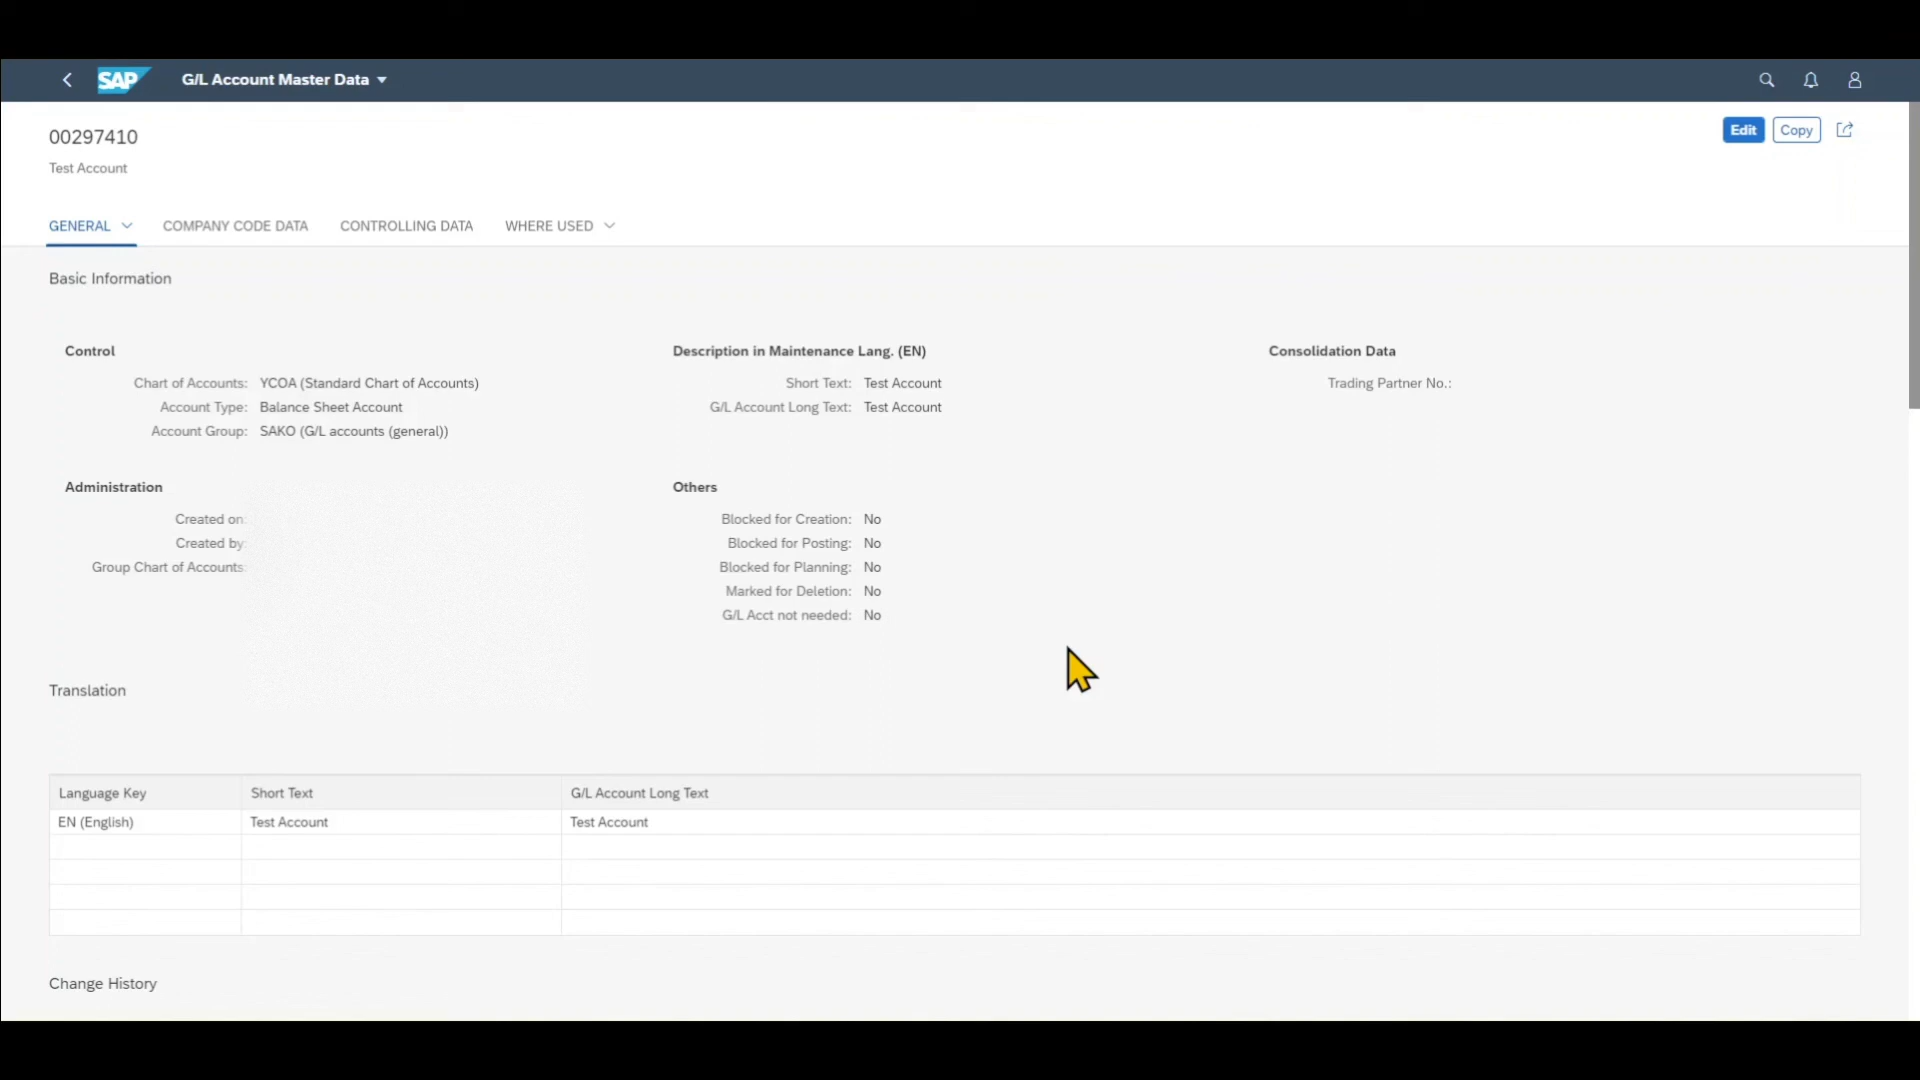 SAP G/L Account Master Data
00297410
Edit Copy
Test Account
GENERAL COMPANY CODE DATA CONTROLLING DATA WHERE USED
Basic Information
Control
Chart of Accounts: YCOA (Standard Chart of Accounts)
Account Type: Balance Sheet Account
Account Group: SAKO (G/L accounts (general))
Description in Maintenance Lang. (EN)
Short Text: Test Account
G/L Account Long Text: Test Account
Consolidation Data
Trading Partner No.:
Administration
Created on:
Created by:
Group Chart of Accounts:
Others
Blocked for Creation: No
Blocked for Posting: No
Blocked for Planning: No
Marked for Deletion: No
G/L Acct not needed: No
Translation
Language Key Short Text G/L Account Long Text
EN (English) Test Account Test Account
Change History